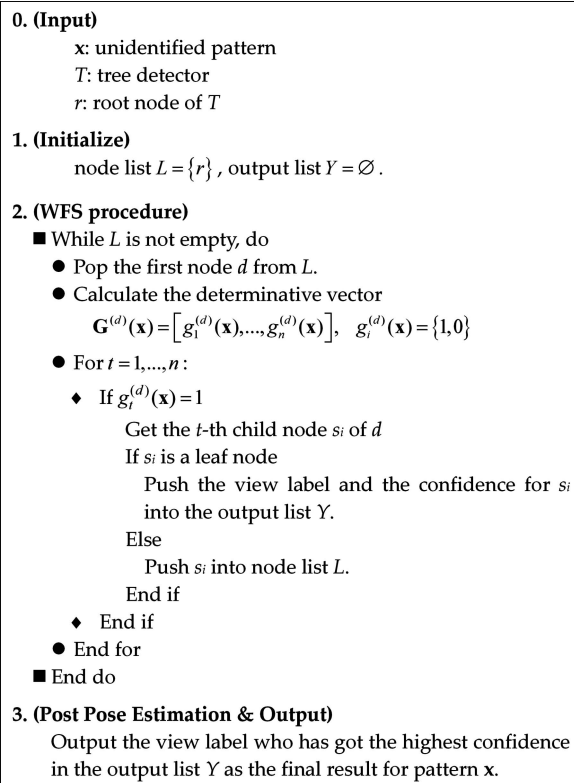 0. (Input)
x: unidentified pattern
T: tree detector
r: root node of T
1. (Initialize)
node list L = {r} , output list Y = ∅ .
2. (WFS procedure)
■ While L is not empty, do
● Pop the first node d from L.
● Calculate the determinative vector
G^(d)(x) = [g_1^(d)(x),...,g_n^(d)(x)], g_i^(d)(x) = {1,0}
● For t = 1,...,n :
♦ If g_t^(d)(x) = 1
Get the t-th child node s_i of d
If s_i is a leaf node
Push the view label and the confidence for s_i
into the output list Y.
Else
Push s_i into node list L.
End if
♦ End if
● End for
■ End do
3. (Post Pose Estimation & Output)
Output the view label who has got the highest confidence
in the output list Y as the final result for pattern x.